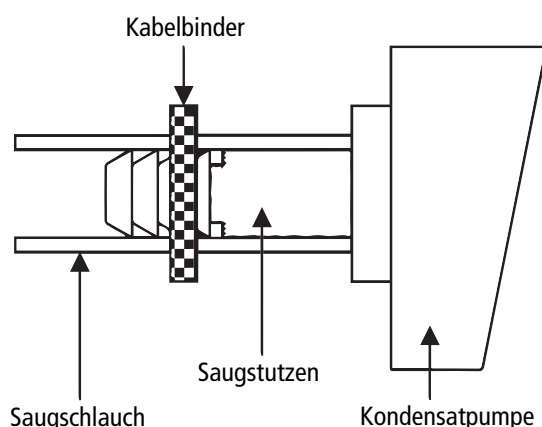 Kabelbinder
Saugstutzen
Saugschlauch
Kondensatpumpe